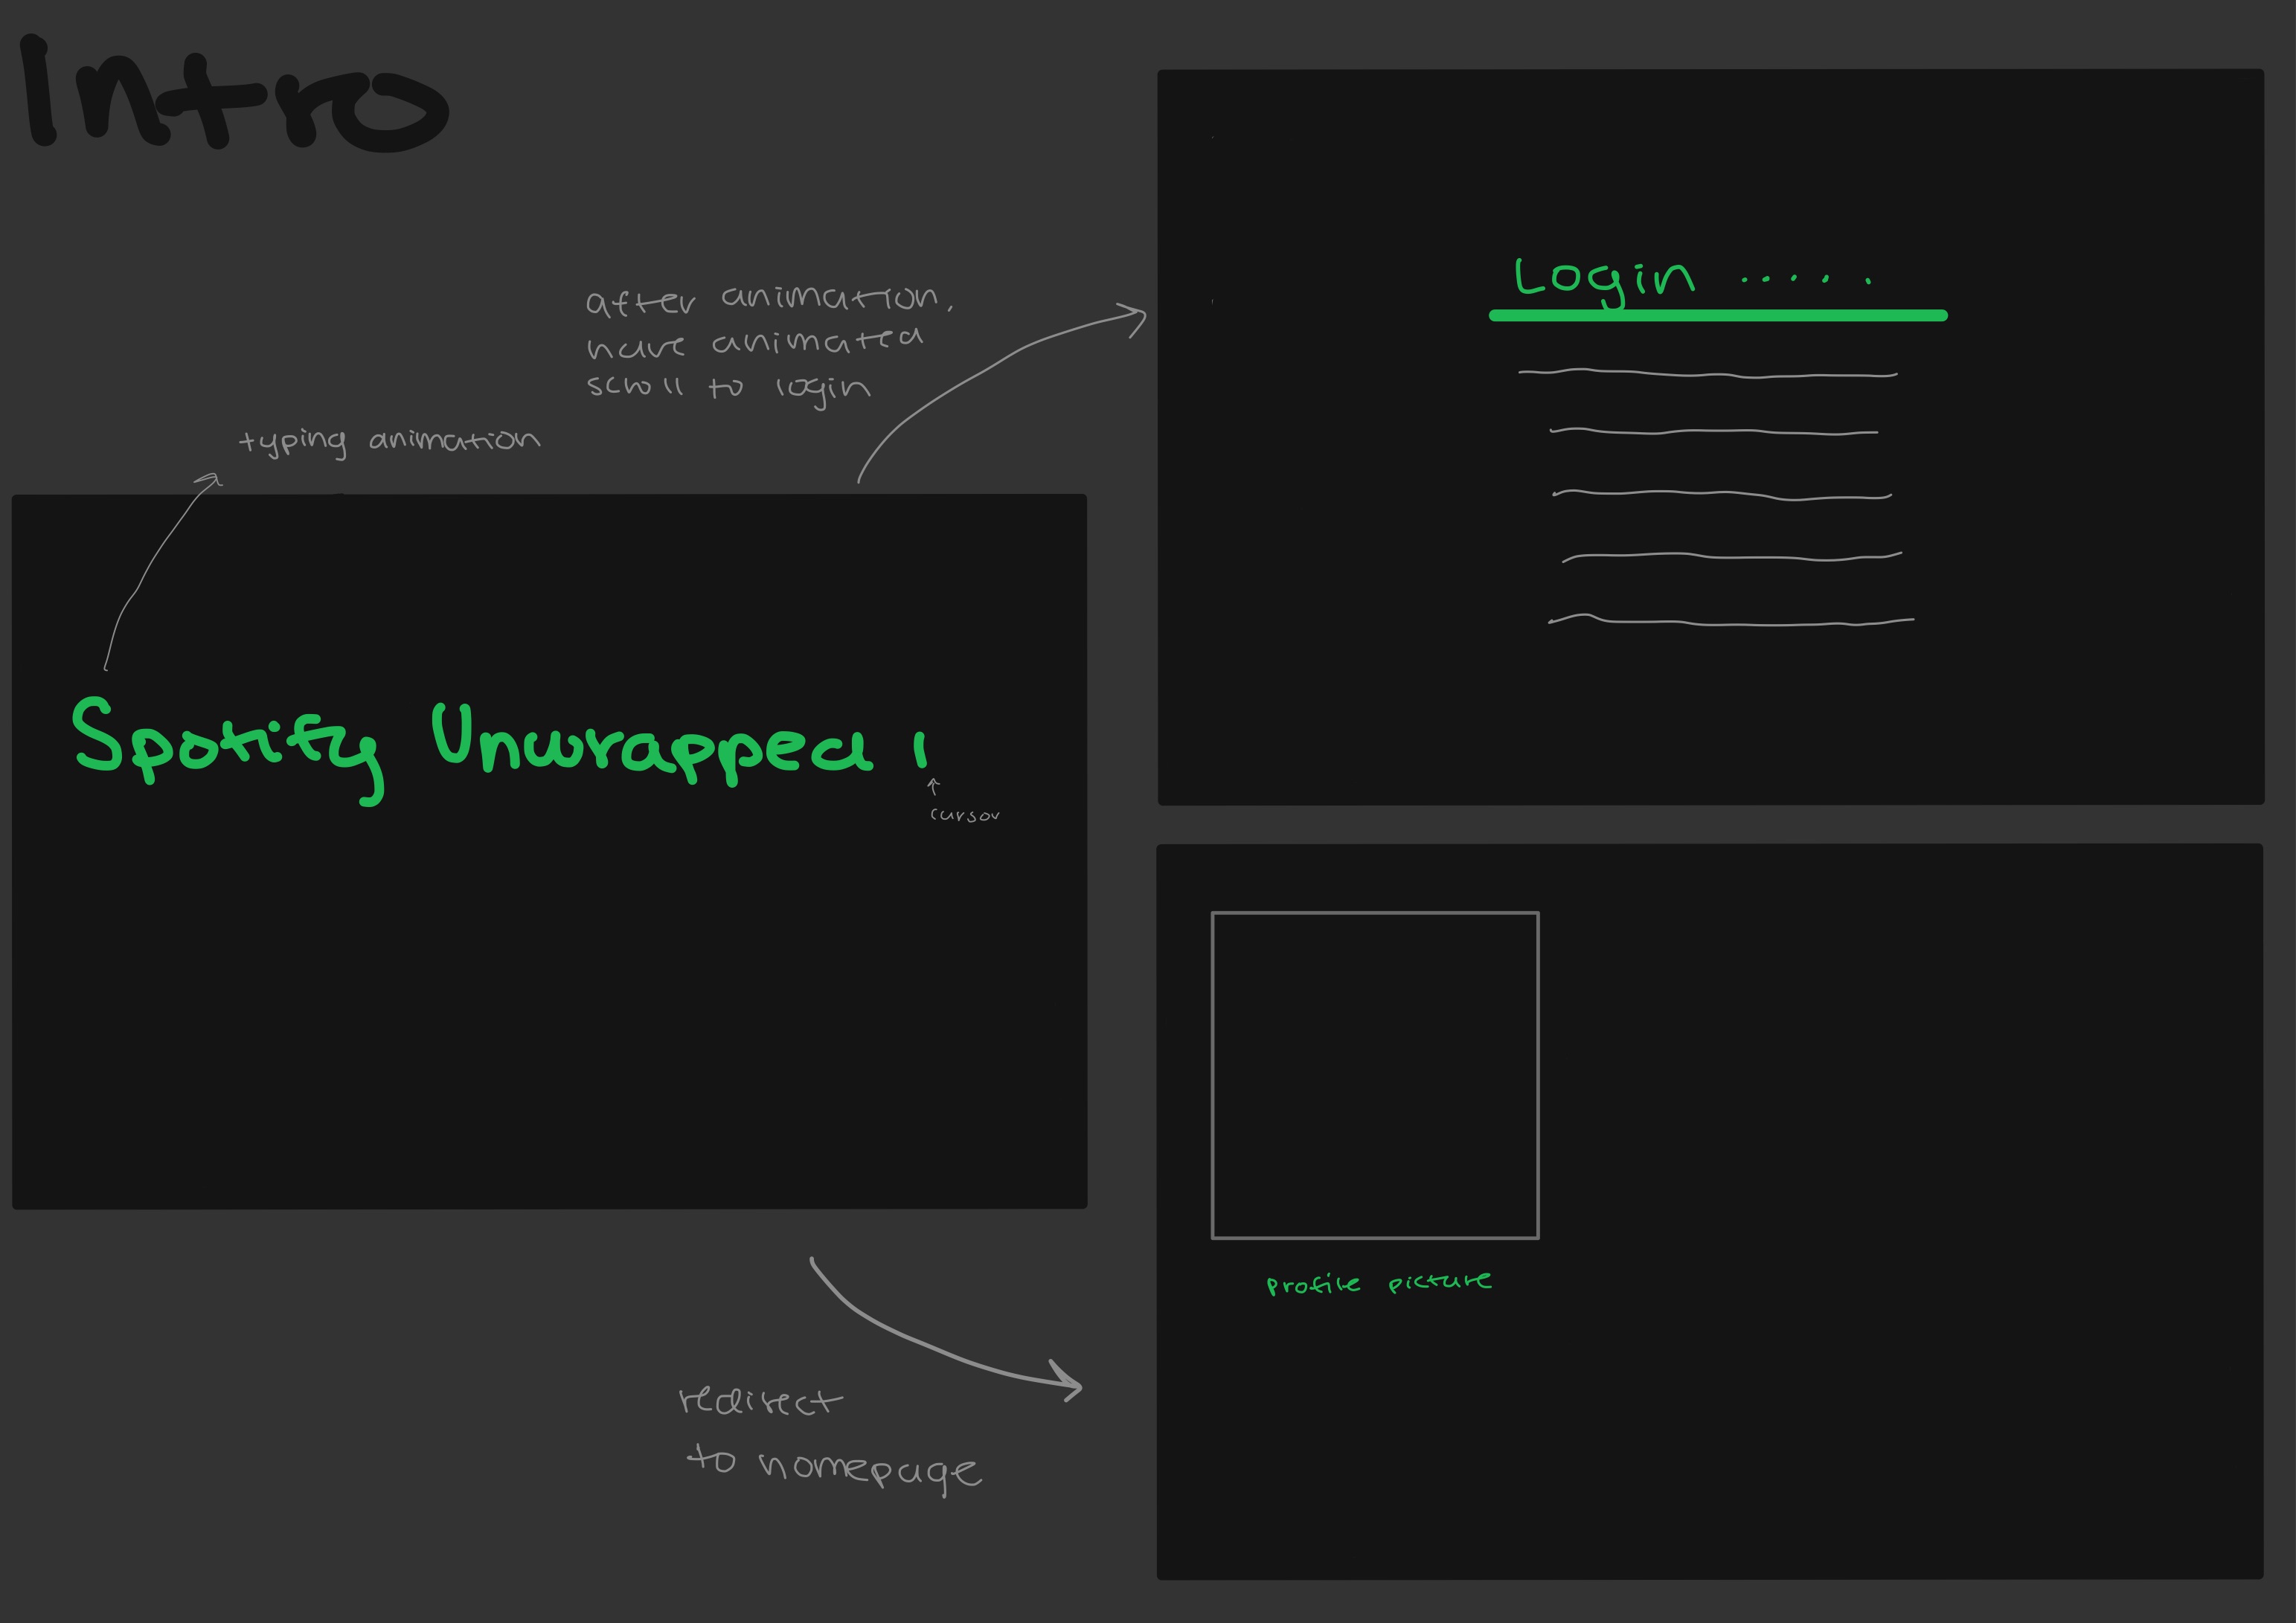 Intro
after animation,
have animated
scroll to login
typing animation
Spotify Unwrapped |
cursor
Login .....
profile picture
redirect
to homepage